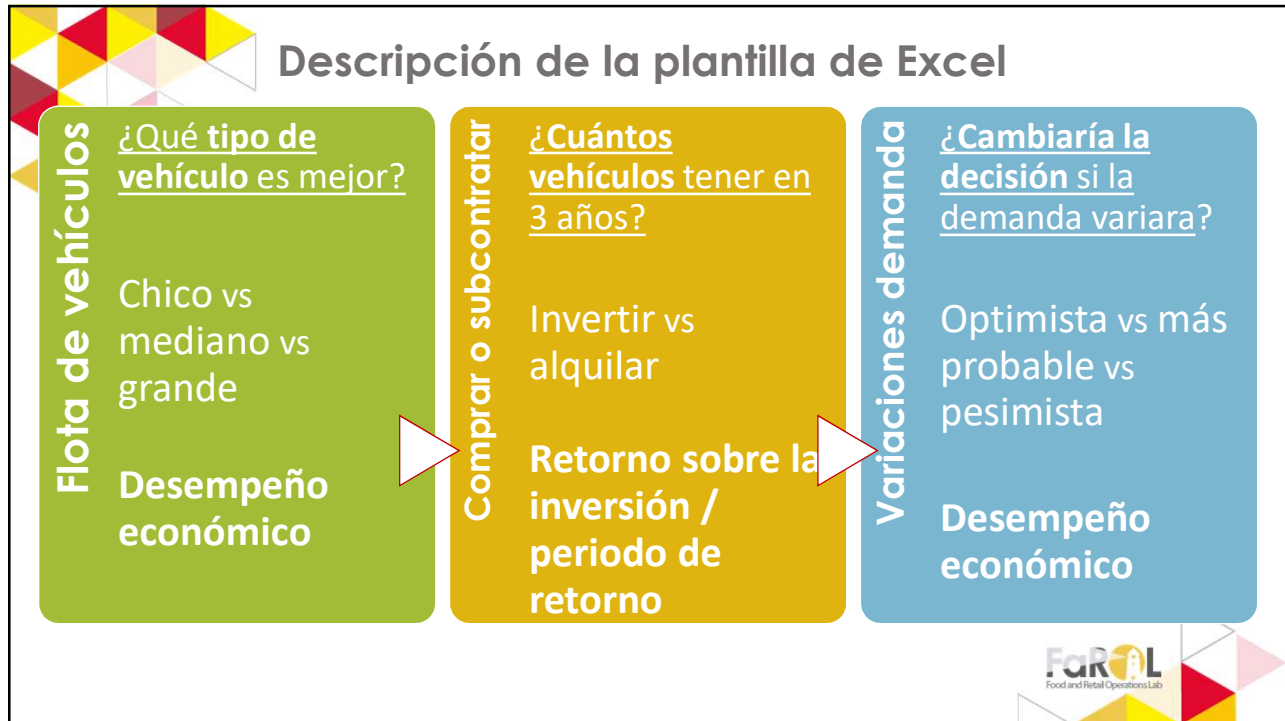 Descripción de la plantilla de Excel
Flota de vehículos
¿Qué tipo de
vehículo es mejor?
Chico vs
mediano vs
grande
Desempeño
económico
Comprar o subcontratar
¿Cuántos
vehículos tener en
3 años?
Invertir vs
alquilar
Retorno sobre la
inversión /
periodo de
retorno
Variaciones demanda
¿Cambiaría la
decisión si la
demanda variara?
Optimista vs más
probable vs
pesimista
Desempeño
económico
FaROL
Food and Retail Operations Lab